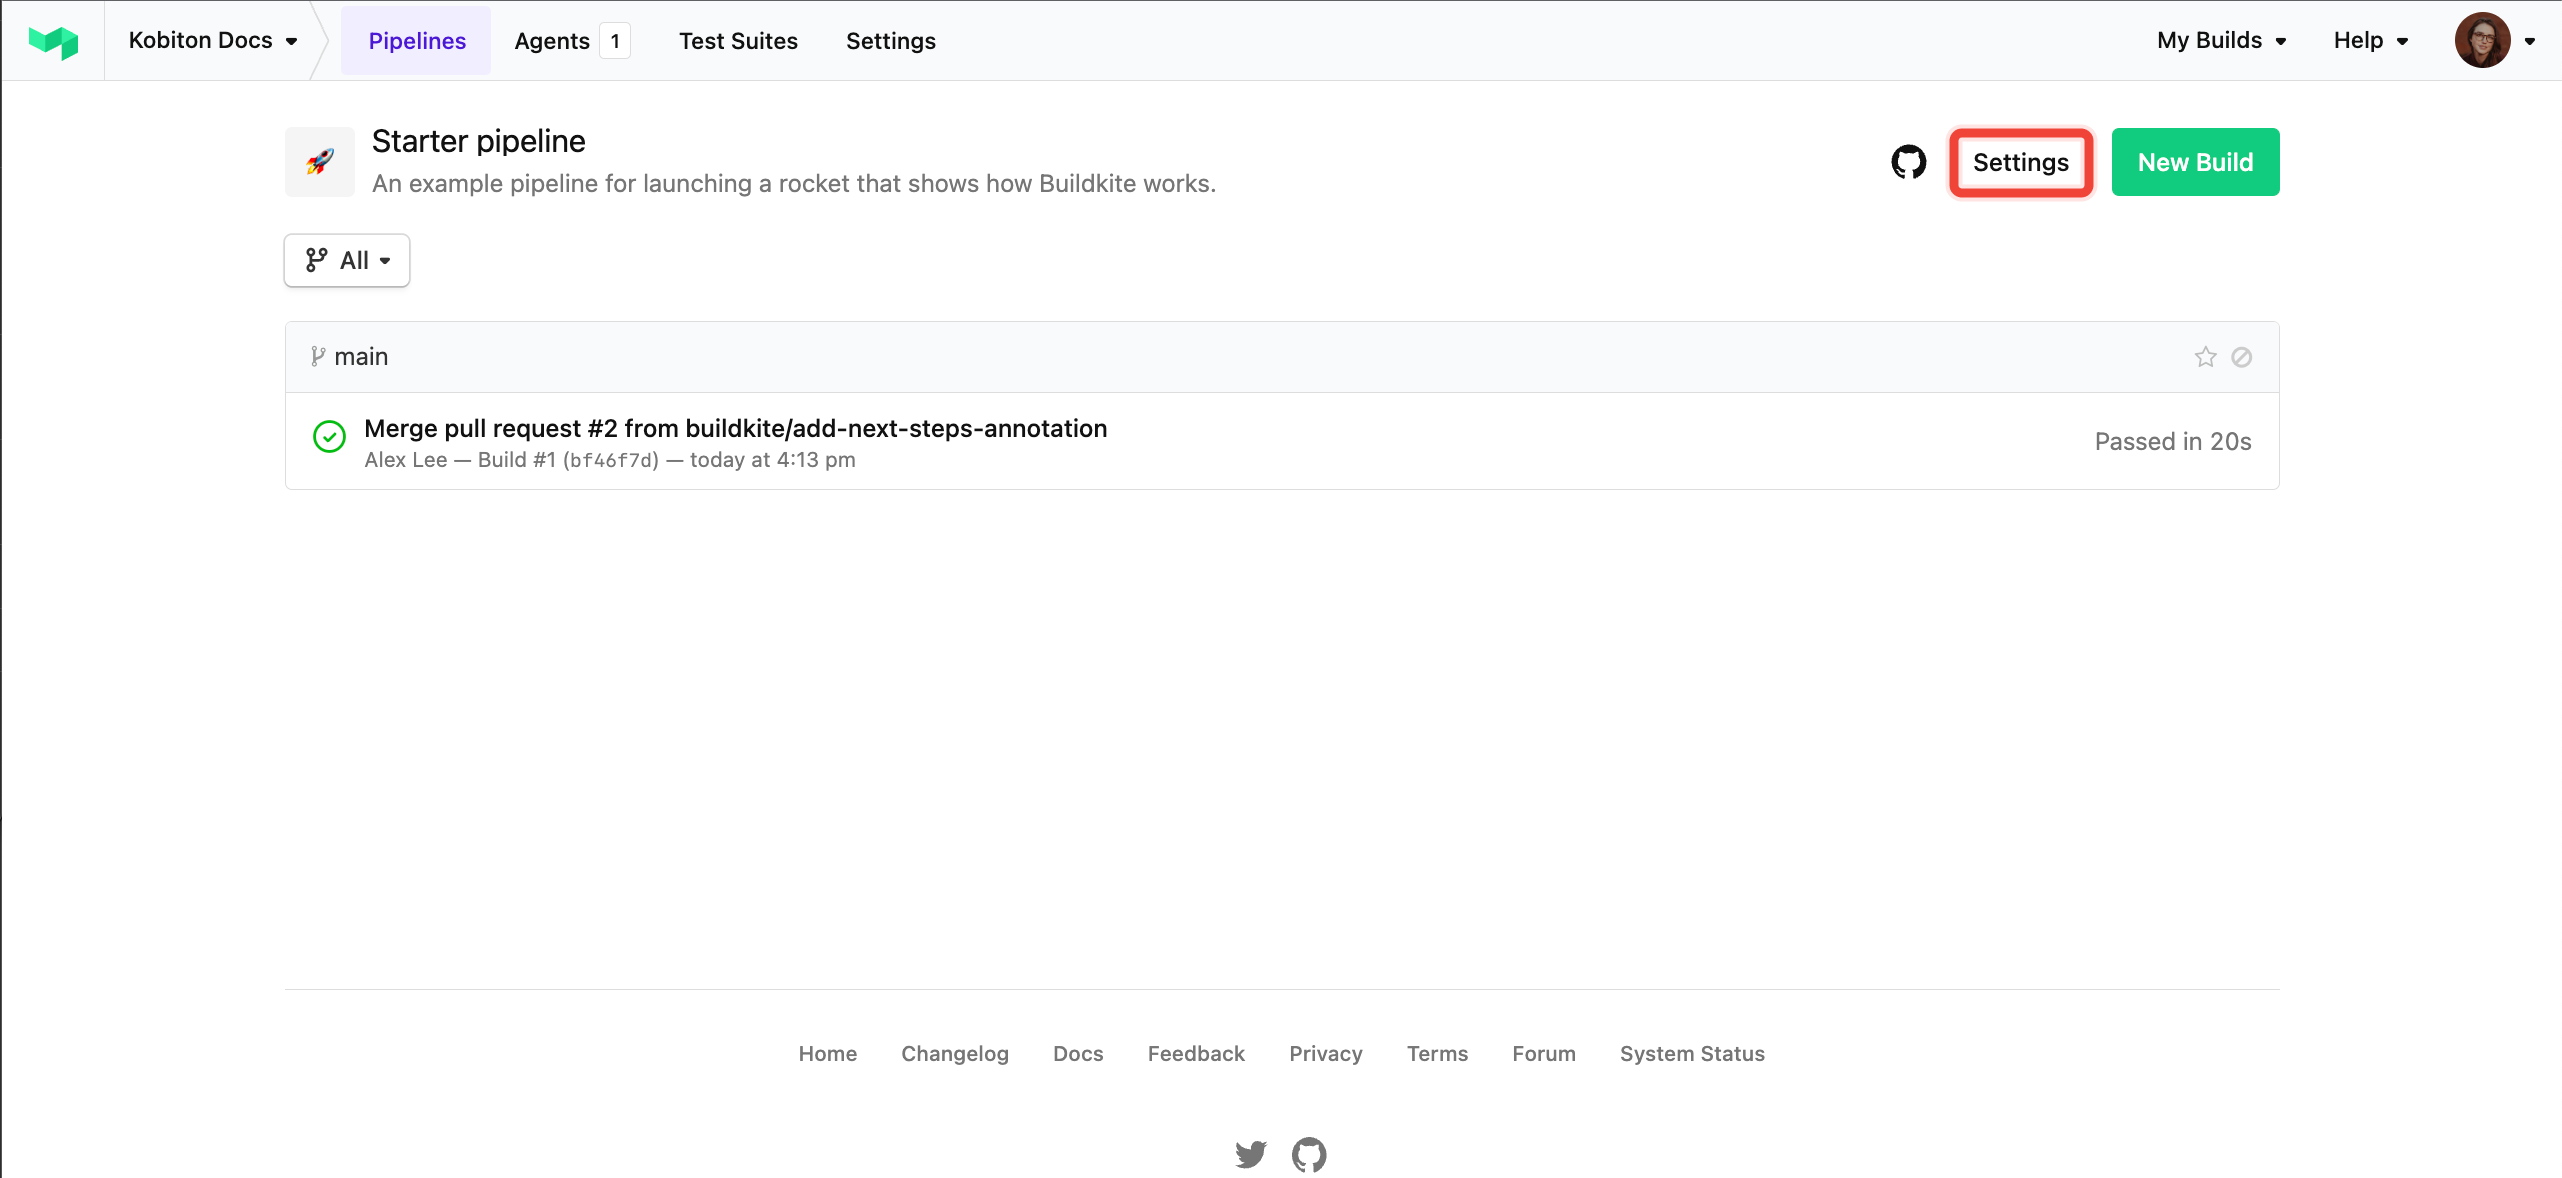 Kobiton Docs Pipelines Agents 1 Test Suites Settings My Builds Help
Starter pipeline
An example pipeline for launching a rocket that shows how Buildkite works.
Settings New Build
All
main
Merge pull request #2 from buildkite/add-next-steps-annotation
Alex Lee — Build #1 (bf46f7d) — today at 4:13 pm
Passed in 20s
Home Changelog Docs Feedback Privacy Terms Forum System Status